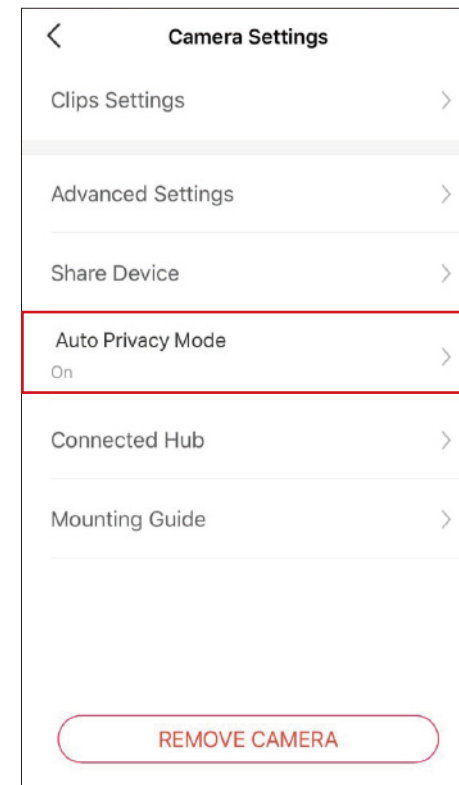 Camera Settings
Clips Settings
Advanced Settings
Share Device
Auto Privacy Mode
On
Connected Hub
Mounting Guide
REMOVE CAMERA